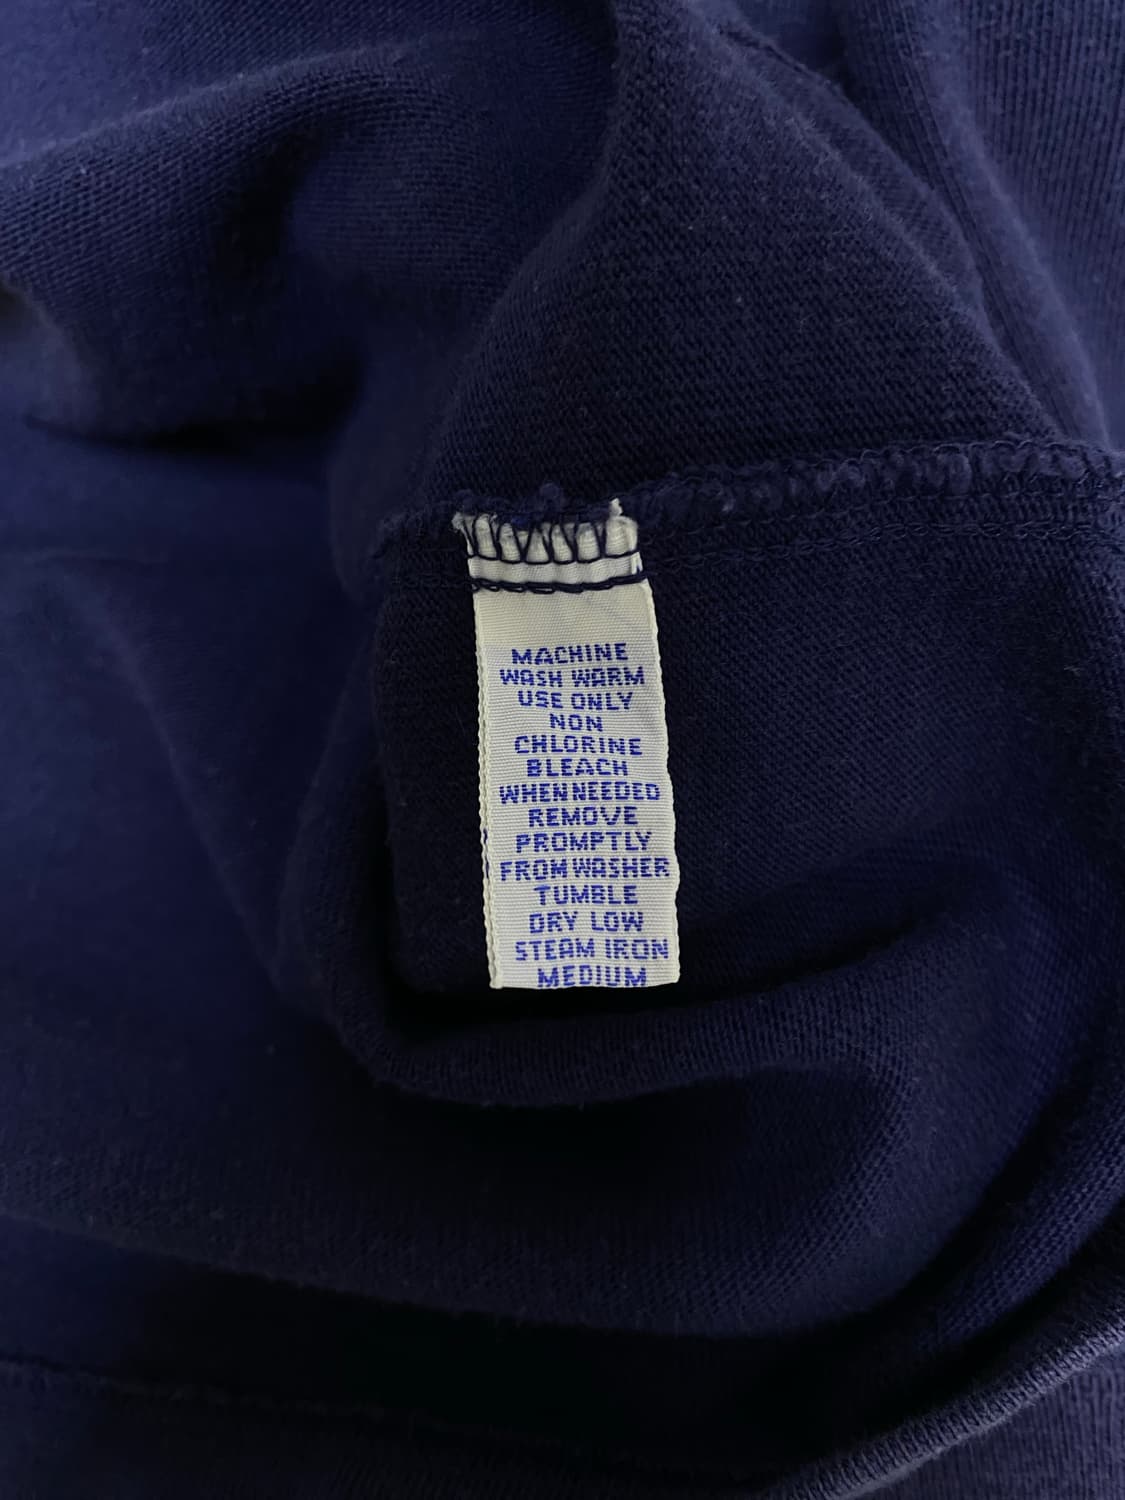 MACHINE
WASH WARM
USE ONLY
NON
CHLORINE
BLEACH
WHEN NEEDED
REMOVE
PROMPTLY
FROM WASHER
TUMBLE
DRY LOW
STEAM IRON
MEDIUM